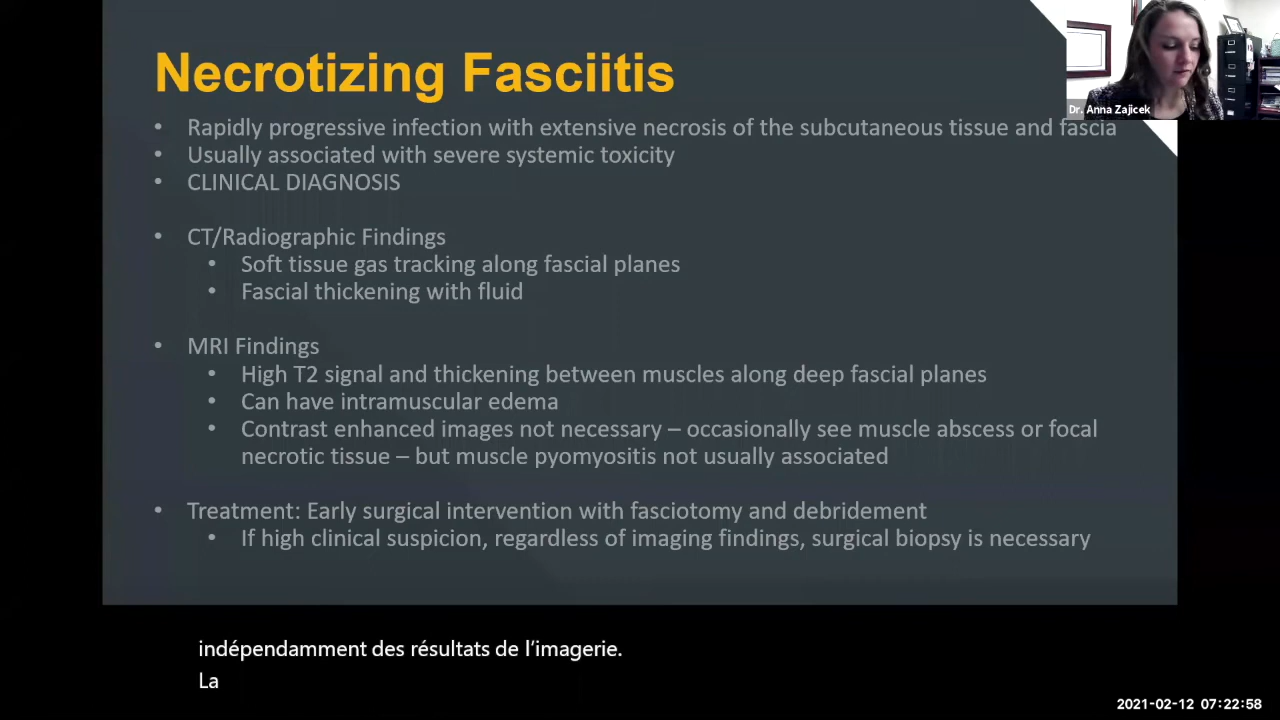 Necrotizing Fasciitis
Dr. Anna Zajicek
• Rapidly progressive infection with extensive necrosis of the subcutaneous tissue and fascia
• Usually associated with severe systemic toxicity
• CLINICAL DIAGNOSIS
• CT/Radiographic Findings
• Soft tissue gas tracking along fascial planes
• Fascial thickening with fluid
• MRI Findings
• High T2 signal and thickening between muscles along deep fascial planes
• Can have intramuscular edema
• Contrast enhanced images not necessary – occasionally see muscle abscess or focal
necrotic tissue – but muscle pyomyositis not usually associated
• Treatment: Early surgical intervention with fasciotomy and debridement
• If high clinical suspicion, regardless of imaging findings, surgical biopsy is necessary
indépendamment des résultats de l’imagerie.
La
2021-02-12 07:22:58